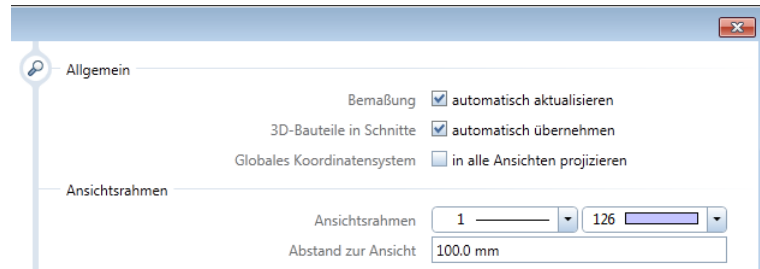 Allgemein
Bemaßung automatisch aktualisieren
3D-Bauteile in Schnitte automatisch übernehmen
Globales Koordinatensystem in alle Ansichten projizieren
Ansichtsrahmen
Ansichtsrahmen 1 126
Abstand zur Ansicht 100.0 mm